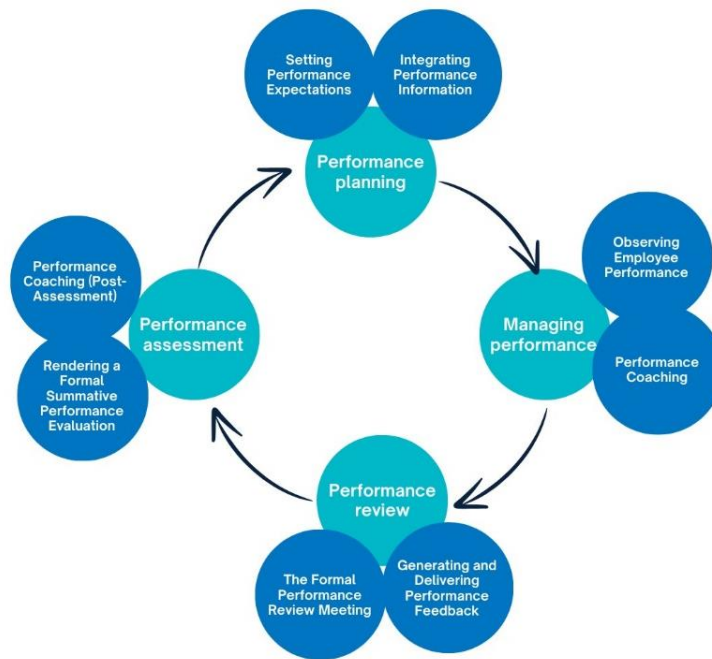 Setting
Performance
Expectations
Integrating
Performance
Information
Performance
planning
Observing
Employee
Performance
Managing
performance
Performance
Coaching
Performance
review
Generating and
Delivering
Performance
Feedback
The Formal
Performance
Review Meeting
Performance
assessment
Performance
Coaching (Post-
Assessment)
Rendering a
Formal
Summative
Performance
Evaluation